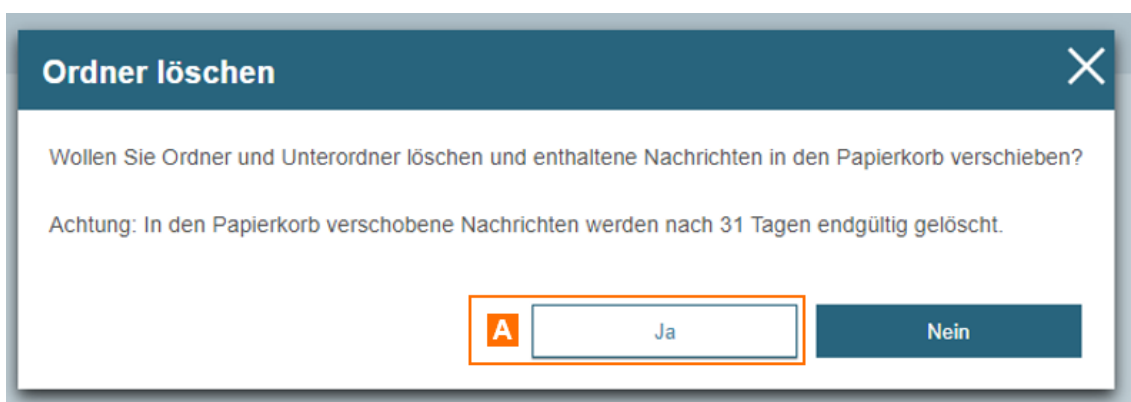 Ordner löschen
Wollen Sie Ordner und Unterordner löschen und enthaltene Nachrichten in den Papierkorb verschieben?
Achtung: In den Papierkorb verschobene Nachrichten werden nach 31 Tagen endgültig gelöscht.
A Ja Nein